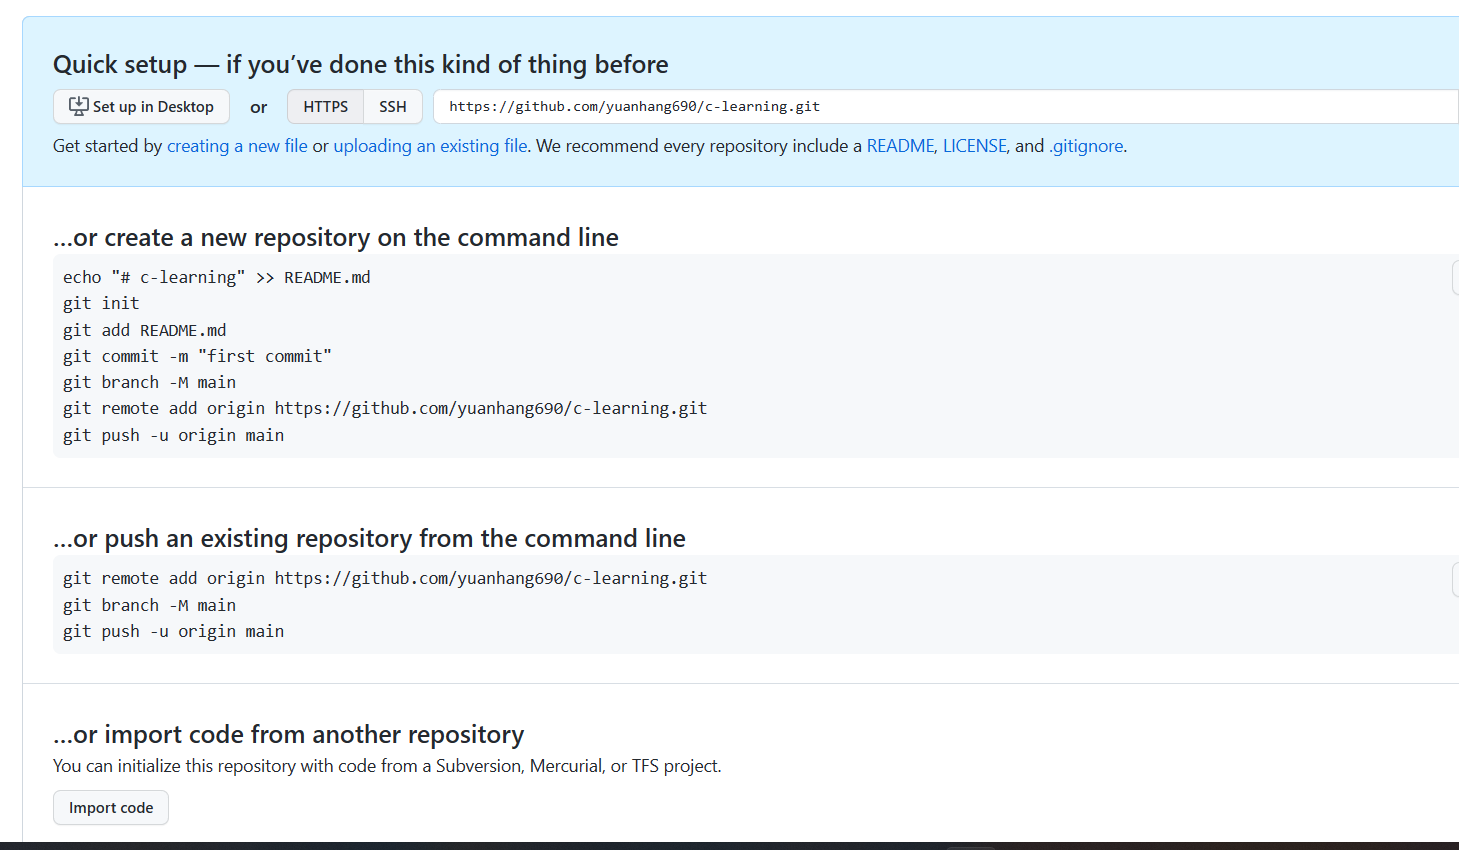 Quick setup — if you’ve done this kind of thing before
Set up in Desktop or HTTPS SSH https://github.com/yuanhang690/c-learning.git
Get started by creating a new file or uploading an existing file. We recommend every repository include a README, LICENSE, and .gitignore.
…or create a new repository on the command line
echo "# c-learning" >> README.md
git init
git add README.md
git commit -m "first commit"
git branch -M main
git remote add origin https://github.com/yuanhang690/c-learning.git
git push -u origin main
…or push an existing repository from the command line
git remote add origin https://github.com/yuanhang690/c-learning.git
git branch -M main
git push -u origin main
…or import code from another repository
You can initialize this repository with code from a Subversion, Mercurial, or TFS project.
Import code